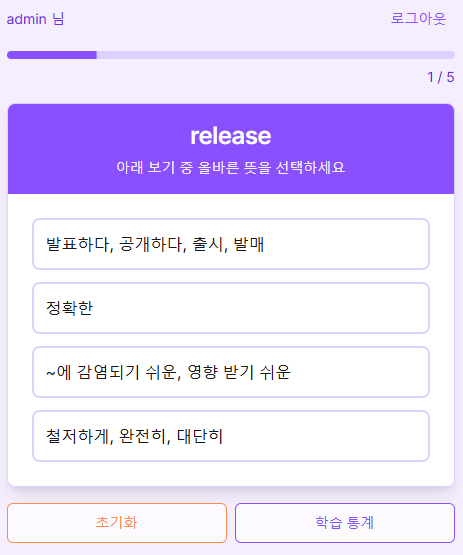 admin 님
로그아웃
1 / 5
release
아래 보기 중 올바른 뜻을 선택하세요
발표하다, 공개하다, 출시, 발매
정확한
~에 감염되기 쉬운, 영향 받기 쉬운
철저하게, 완전히, 대단히
초기화
학습 통계